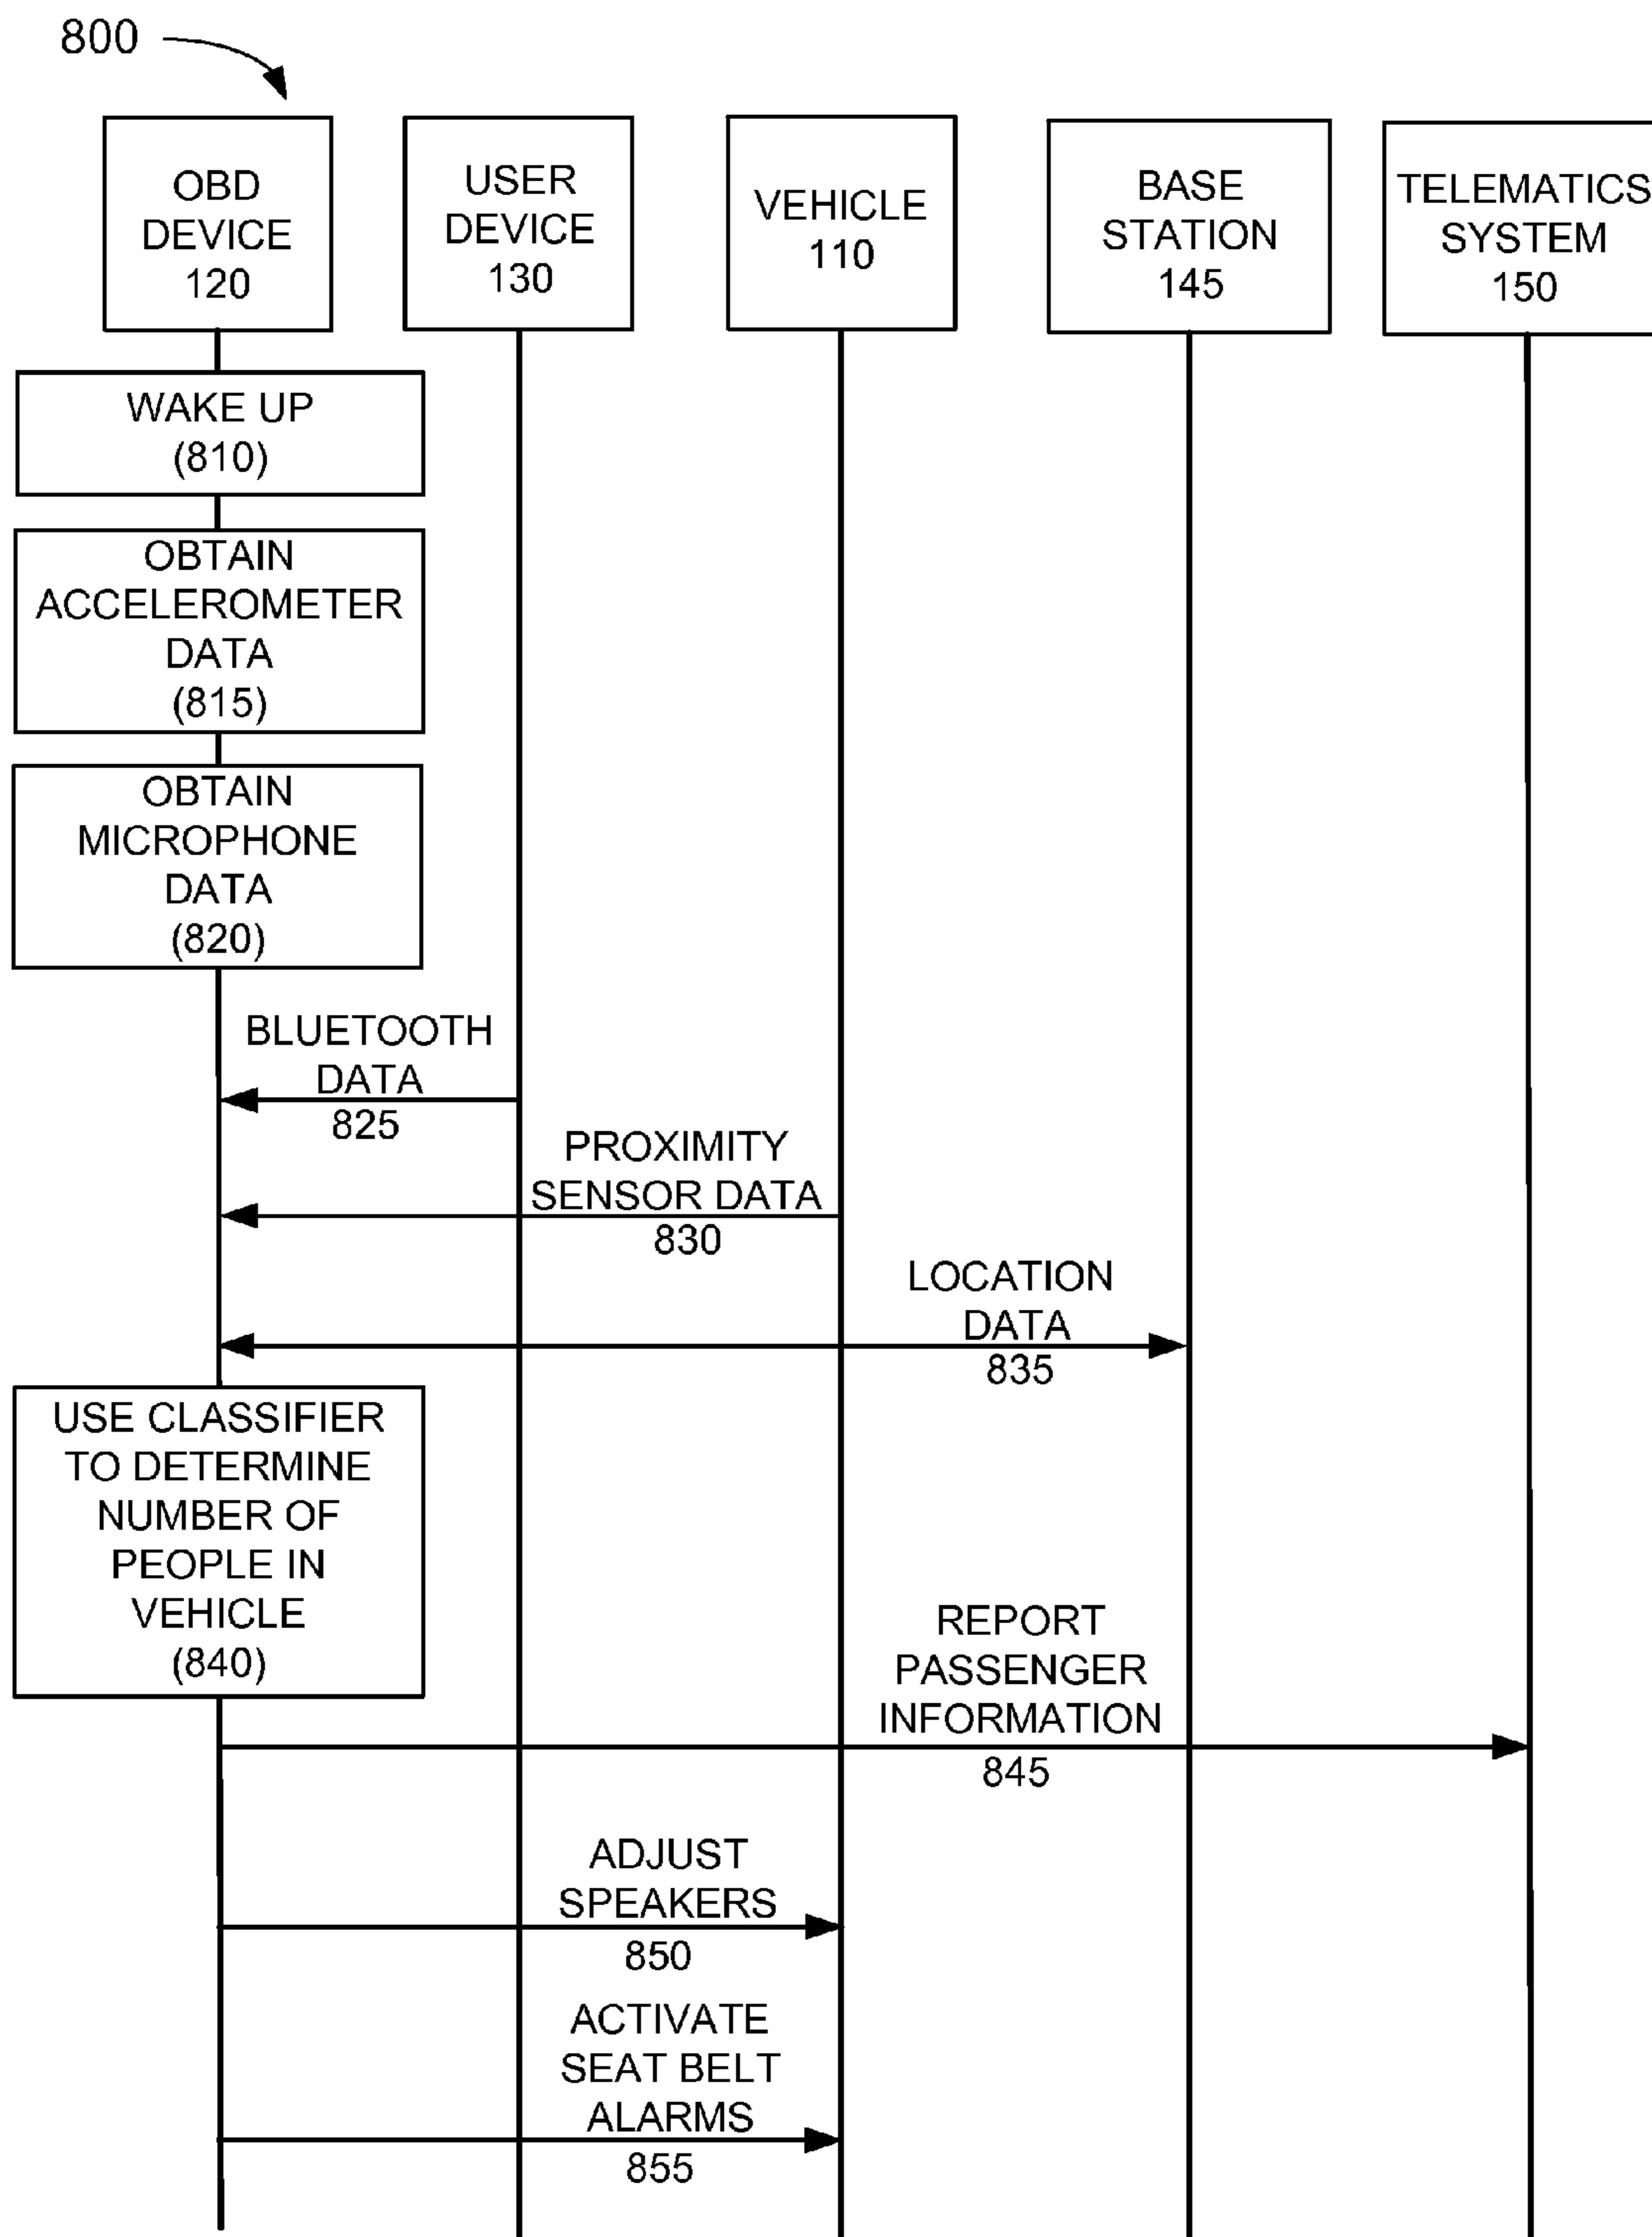 800
OBD
DEVICE
120
USER
DEVICE
130
VEHICLE
110
BASE
STATION
145
TELEMATICS
SYSTEM
150
WAKE UP
(810)
OBTAIN
ACCELEROMETER
DATA
(815)
OBTAIN
MICROPHONE
DATA
(820)
BLUETOOTH
DATA
825
PROXIMITY
SENSOR DATA
830
LOCATION
DATA
835
USE CLASSIFIER
TO DETERMINE
NUMBER OF
PEOPLE IN
VEHICLE
(840)
REPORT
PASSENGER
INFORMATION
845
ADJUST
SPEAKERS
850
ACTIVATE
SEAT BELT
ALARMS
855